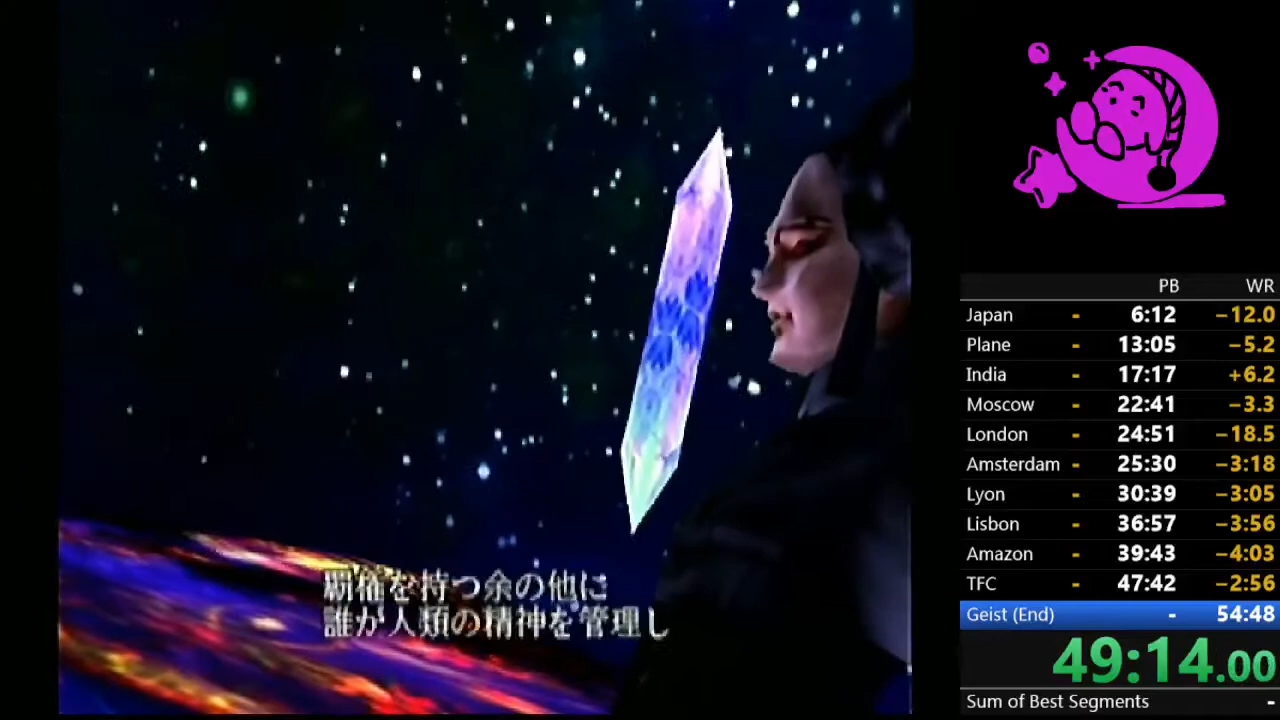 覇権を持つ余の他に
誰が人類の精神を管理し
PB WR
Japan - 6:12 −12.0
Plane - 13:05 −5.2
India - 17:17 +6.2
Moscow - 22:41 −3.3
London - 24:51 −18.5
Amsterdam - 25:30 −3:18
Lyon - 30:39 −3:05
Lisbon - 36:57 −3:56
Amazon - 39:43 −4:03
TFC - 47:42 −2:56
Geist (End) - 54:48
49:14.00
Sum of Best Segments -